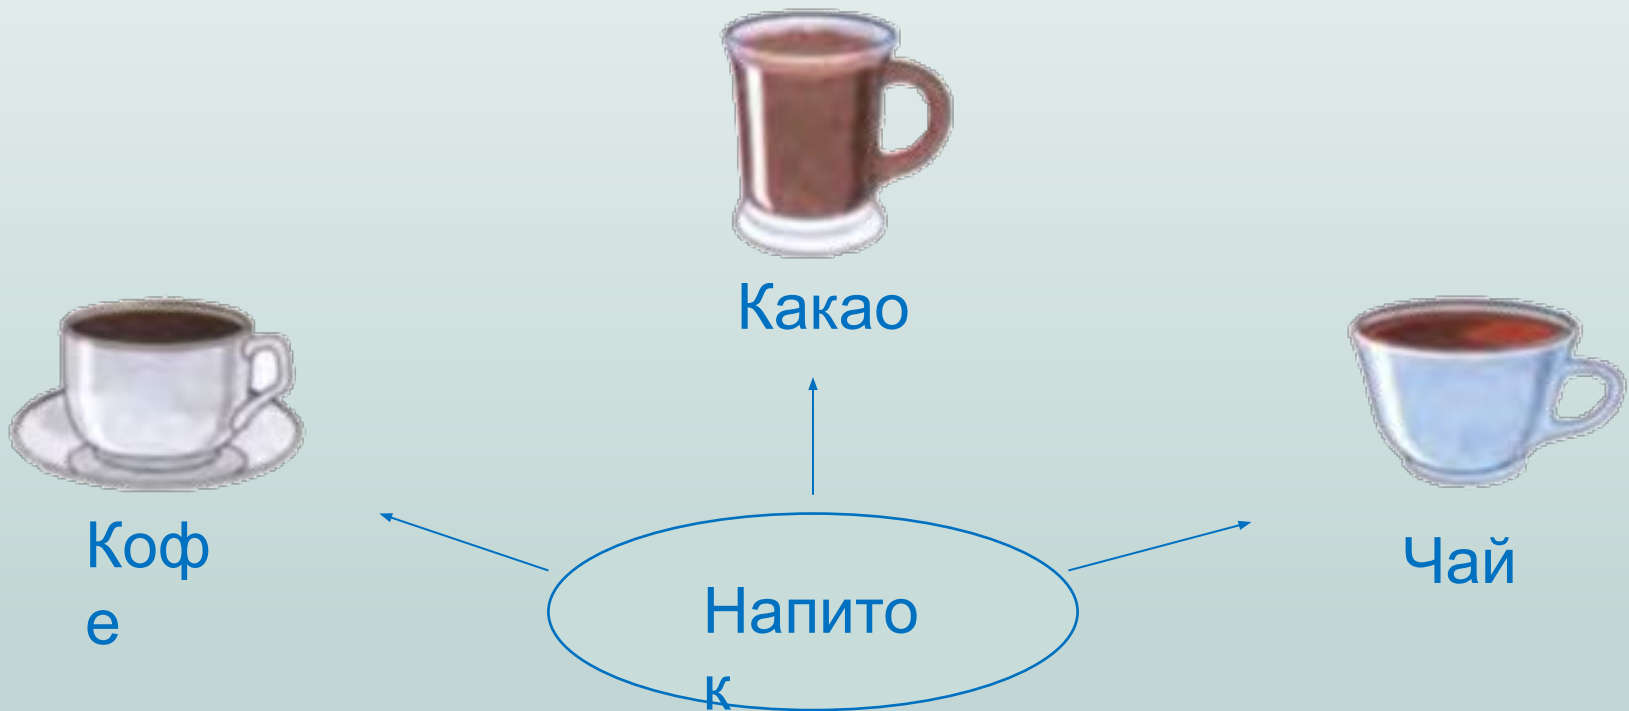 Какао
Коф
е
Чай
Напито
к